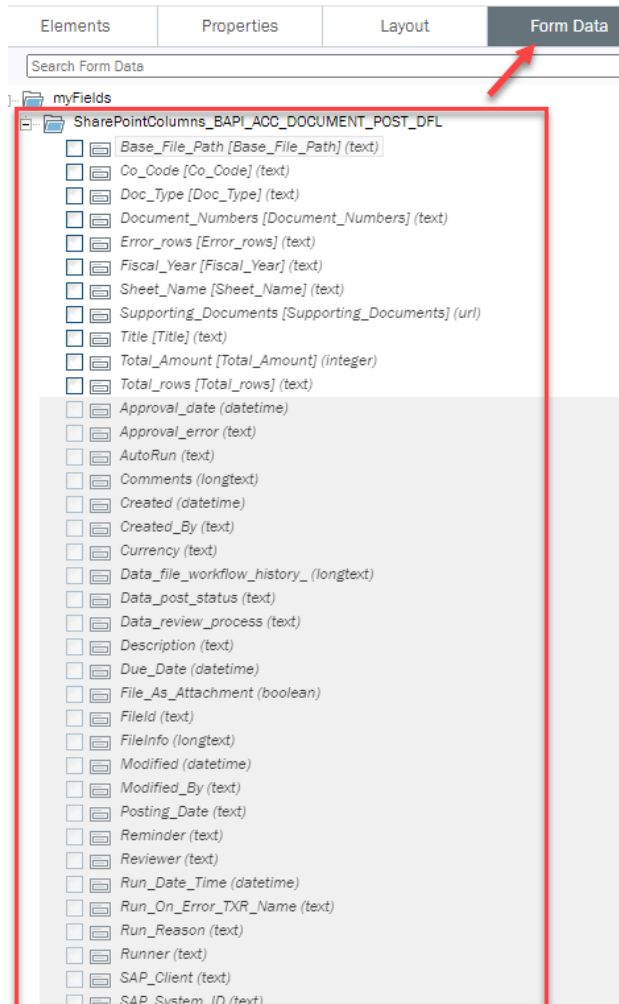 Elements Properties Layout Form Data
Search Form Data
myFields
SharePointColumns_BAPI_ACC_DOCUMENT_POST_DFL
Base_File_Path [Base_File_Path] (text)
Co_Code [Co_Code] (text)
Doc_Type [Doc_Type] (text)
Document_Numbers [Document_Numbers] (text)
Error_rows [Error_rows] (text)
Fiscal_Year [Fiscal_Year] (text)
Sheet_Name [Sheet_Name] (text)
Supporting_Documents [Supporting_Documents] (url)
Title [Title] (text)
Total_Amount [Total_Amount] (integer)
Total_rows [Total_rows] (text)
Approval_date (datetime)
Approval_error (text)
AutoRun (text)
Comments (longtext)
Created (datetime)
Created_By (text)
Currency (text)
Data_file_workflow_history_ (longtext)
Data_post_status (text)
Data_review_process (text)
Description (text)
Due_Date (datetime)
File_As_Attachment (boolean)
FileId (text)
FileInfo (longtext)
Modified (datetime)
Modified_By (text)
Posting_Date (text)
Reminder (text)
Reviewer (text)
Run_Date_Time (datetime)
Run_On_Error_TXR_Name (text)
Run_Reason (text)
Runner (text)
SAP_Client (text)
SAP_System_ID (text)